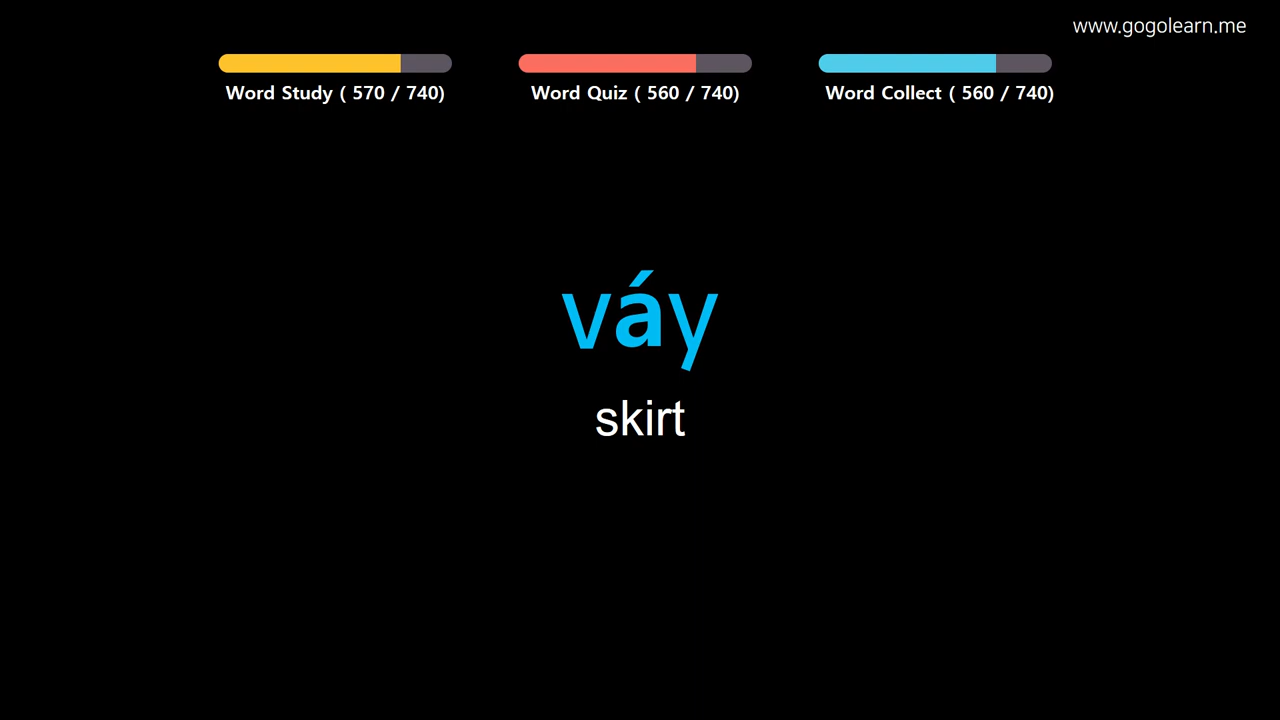 www.gogolearn.me
Word Study ( 570 / 740)
Word Quiz ( 560 / 740)
Word Collect ( 560 / 740)
váy
skirt